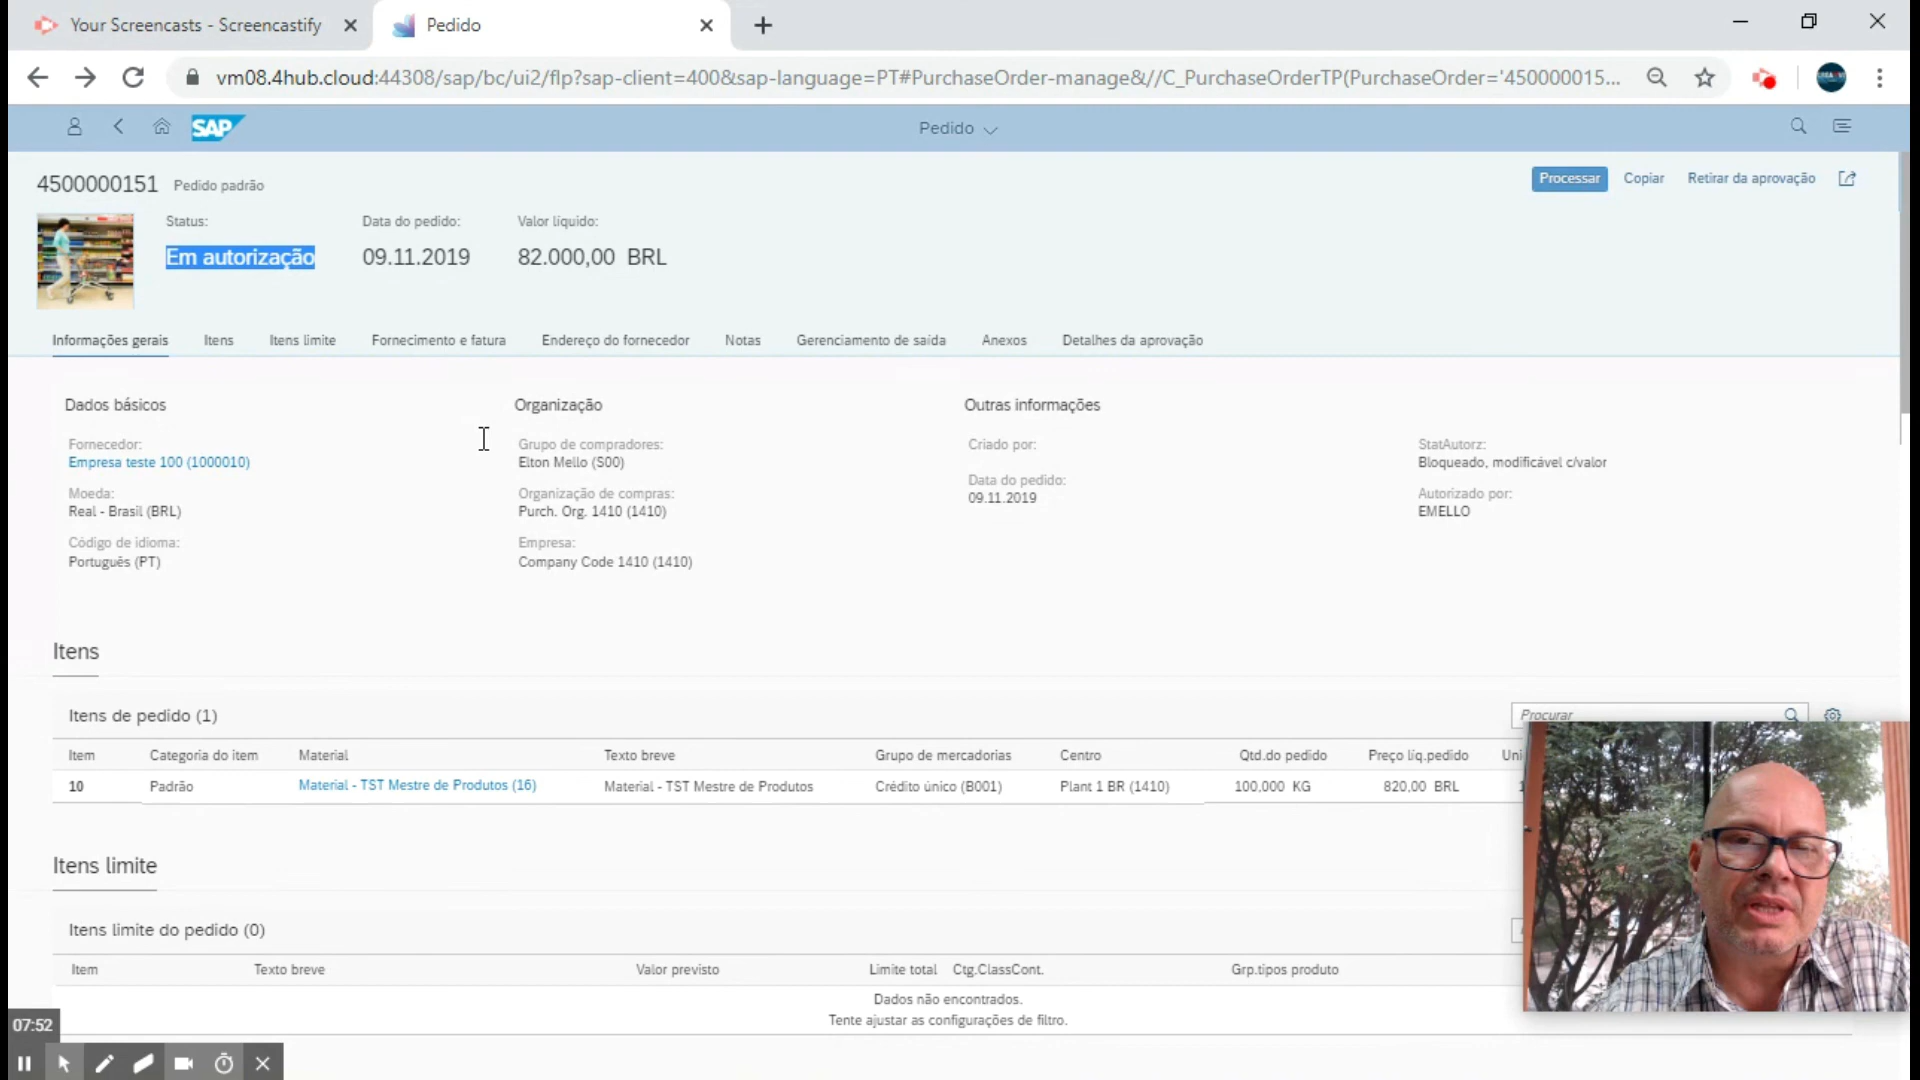 Your Screencasts - Screencastify
Pedido
vm08.4hub.cloud:44308/sap/bc/ui2/flp?sap-client=400&sap-language=PT#PurchaseOrder-manage&//C_PurchaseOrderTP(PurchaseOrder='450000015...
SAP
Pedido
4500000151 Pedido padrão
Processar Copiar Retirar da aprovação
Status: Data do pedido: Valor líquido:
Em autorização 09.11.2019 82.000,00 BRL
Informações gerais Itens Itens limite Fornecimento e fatura Endereço do fornecedor Notas Gerenciamento de saída Anexos Detalhes da aprovação
Dados básicos Organização Outras informações
Fornecedor: Grupo de compradores: Criado por: StatAutorz:
Empresa teste 100 (1000010) Elton Mello (S00) Bloqueado, modificável c/valor
Data do pedido:
Moeda: Organização de compras: 09.11.2019 Autorizado por:
Real - Brasil (BRL) Purch. Org. 1410 (1410) EMELLO
Código de idioma: Empresa:
Português (PT) Company Code 1410 (1410)
Itens
Itens de pedido (1) Procurar
Item Categoria do item Material Texto breve Grupo de mercadorias Centro Qtd.do pedido Preço líq.pedido Uni
10 Padrão Material - TST Mestre de Produtos (16) Material - TST Mestre de Produtos Crédito único (B001) Plant 1 BR (1410) 100,000 KG 820,00 BRL
Itens limite
Itens limite do pedido (0)
Item Texto breve Valor previsto Limite total Ctg.ClassCont. Grp.tipos produto
Dados não encontrados.
Tente ajustar as configurações de filtro.
07:52